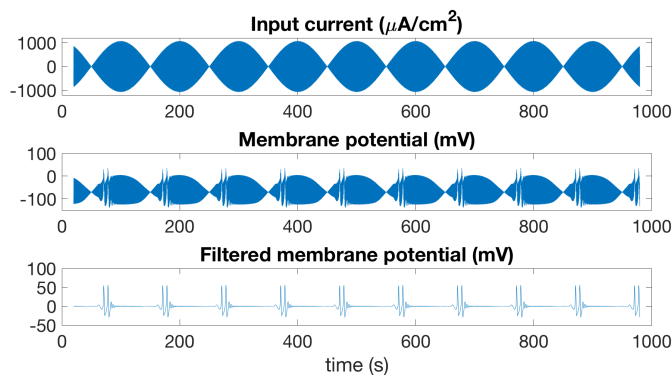 Input current (μA/cm²)
1000
0
-1000
0 200 400 600 800 1000
Membrane potential (mV)
100
0
-100
0 200 400 600 800 1000
Filtered membrane potential (mV)
100
50
0
-50
0 200 400 600 800 1000
time (s)